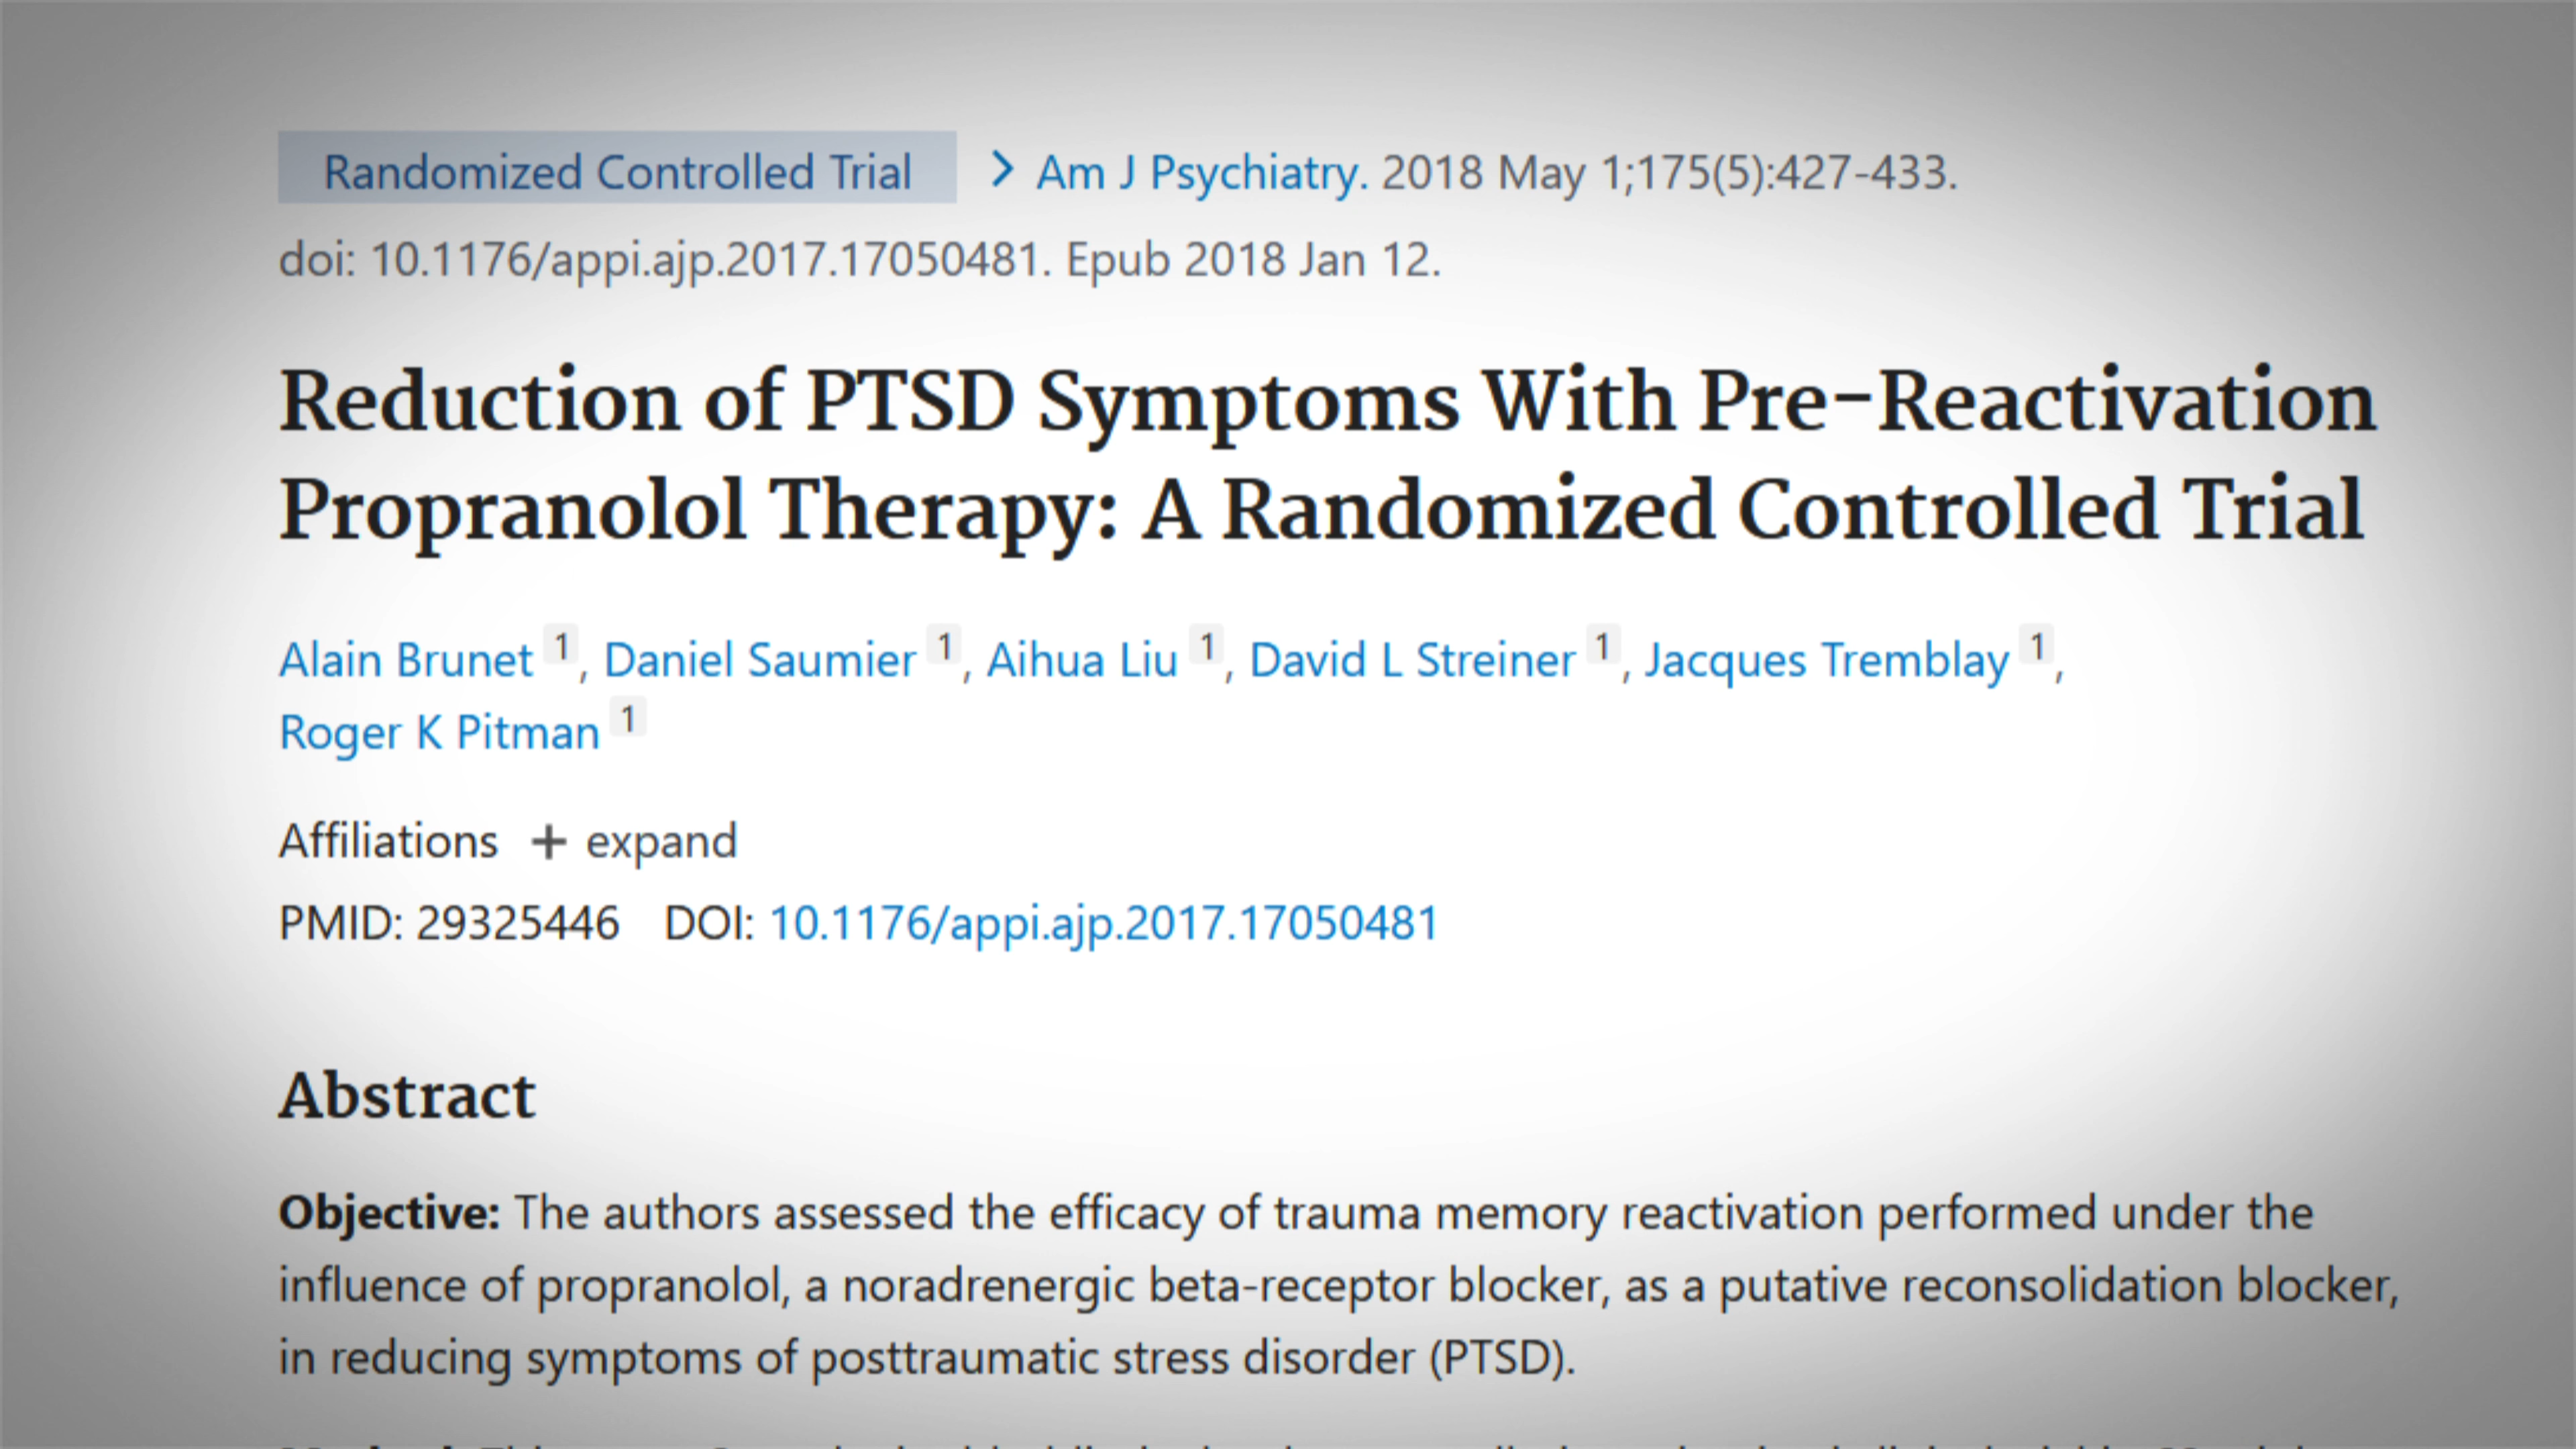 Randomized Controlled Trial > Am J Psychiatry. 2018 May 1;175(5):427-433.
doi: 10.1176/appi.ajp.2017.17050481. Epub 2018 Jan 12.
Reduction of PTSD Symptoms With Pre-Reactivation
Propranolol Therapy: A Randomized Controlled Trial
Alain Brunet 1, Daniel Saumier 1, Aihua Liu 1, David L Streiner 1, Jacques Tremblay 1,
Roger K Pitman 1
Affiliations + expand
PMID: 29325446 DOI: 10.1176/appi.ajp.2017.17050481
Abstract
Objective: The authors assessed the efficacy of trauma memory reactivation performed under the
influence of propranolol, a noradrenergic beta-receptor blocker, as a putative reconsolidation blocker,
in reducing symptoms of posttraumatic stress disorder (PTSD).